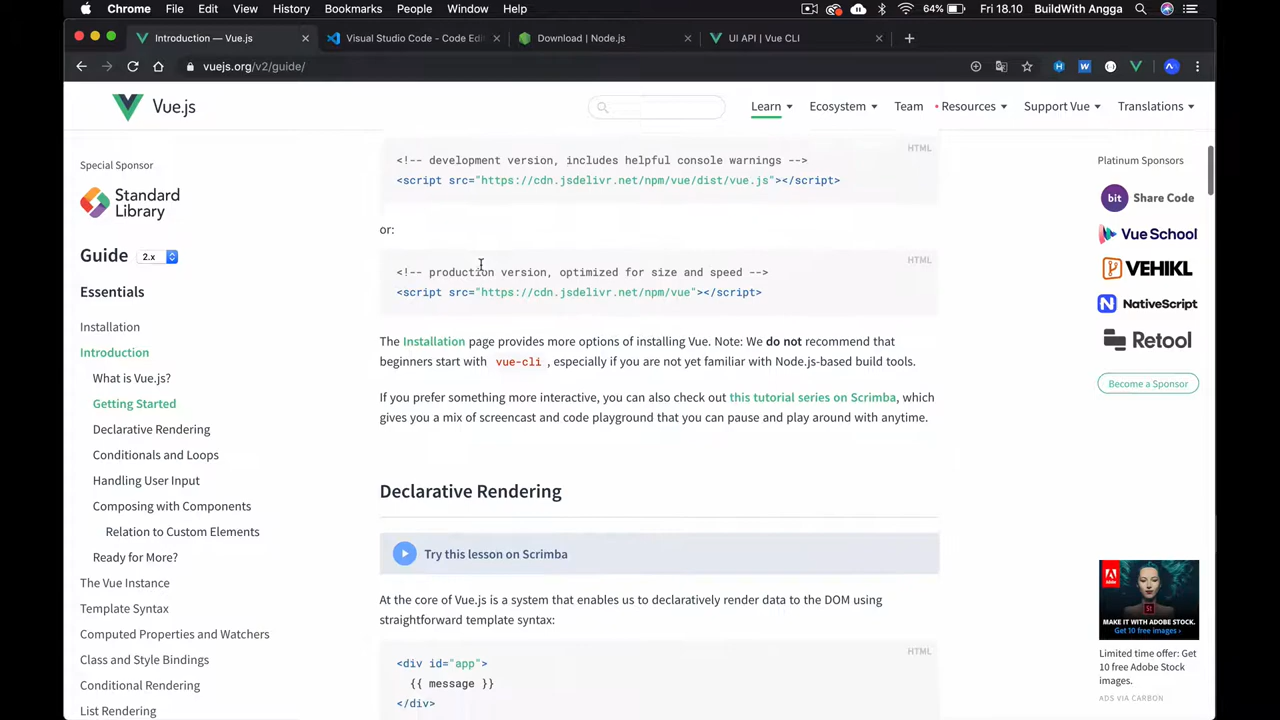 Chrome File Edit View History Bookmarks People Window Help 64% Fri 18.10 BuildWith Angga
Introduction — Vue.js
Visual Studio Code - Code Edi
Download | Node.js
UI API | Vue CLI
vuejs.org/v2/guide/
Vue.js
Learn Ecosystem Team Resources Support Vue Translations
Special Sponsor
Standard
Library
Guide 2.x
Essentials
Installation
Introduction
What is Vue.js?
Getting Started
Declarative Rendering
Conditionals and Loops
Handling User Input
Composing with Components
Relation to Custom Elements
Ready for More?
The Vue Instance
Template Syntax
Computed Properties and Watchers
Class and Style Bindings
Conditional Rendering
List Rendering
HTML
<!-- development version, includes helpful console warnings -->
<script src="https://cdn.jsdelivr.net/npm/vue/dist/vue.js"></script>
or:
HTML
<!-- production version, optimized for size and speed -->
<script src="https://cdn.jsdelivr.net/npm/vue"></script>
The Installation page provides more options of installing Vue. Note: We do not recommend that
beginners start with vue-cli , especially if you are not yet familiar with Node.js-based build tools.
If you prefer something more interactive, you can also check out this tutorial series on Scrimba, which
gives you a mix of screencast and code playground that you can pause and play around with anytime.
Declarative Rendering
Try this lesson on Scrimba
At the core of Vue.js is a system that enables us to declaratively render data to the DOM using
straightforward template syntax:
HTML
<div id="app">
{{ message }}
</div>
Platinum Sponsors
bit Share Code
Vue School
VEHIKL
NativeScript
Retool
Become a Sponsor
St
MAKE IT WITH ADOBE STOCK.
Get 10 free images ›
Limited time offer: Get
10 free Adobe Stock
images.
ADS VIA CARBON